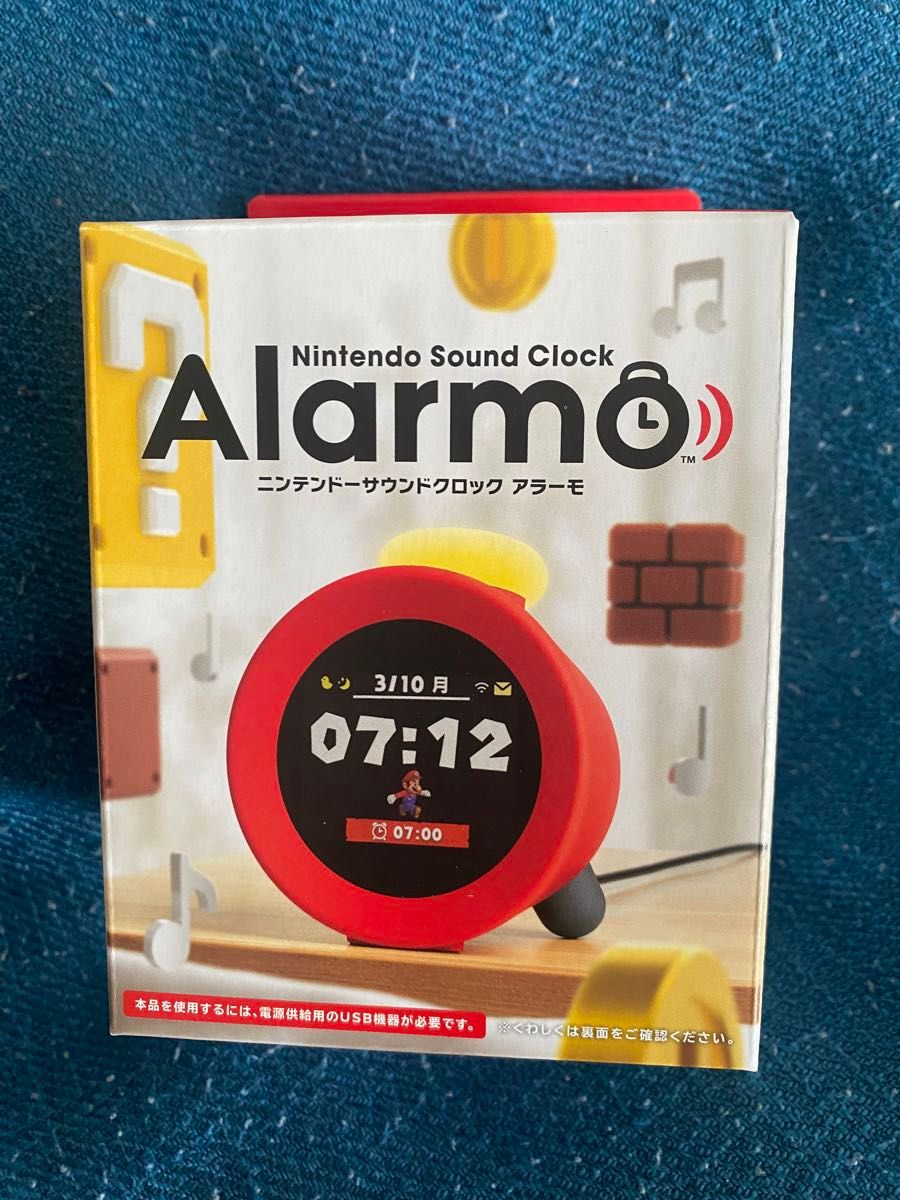 Nintendo Sound Clock
Alarmo
TM
ニンテンドーサウンドクロック アラーモ
3/10 月
07:12
07:00
本品を使用するには、電源供給用のUSB機器が必要です。
※くわしくは裏面をご確認ください。